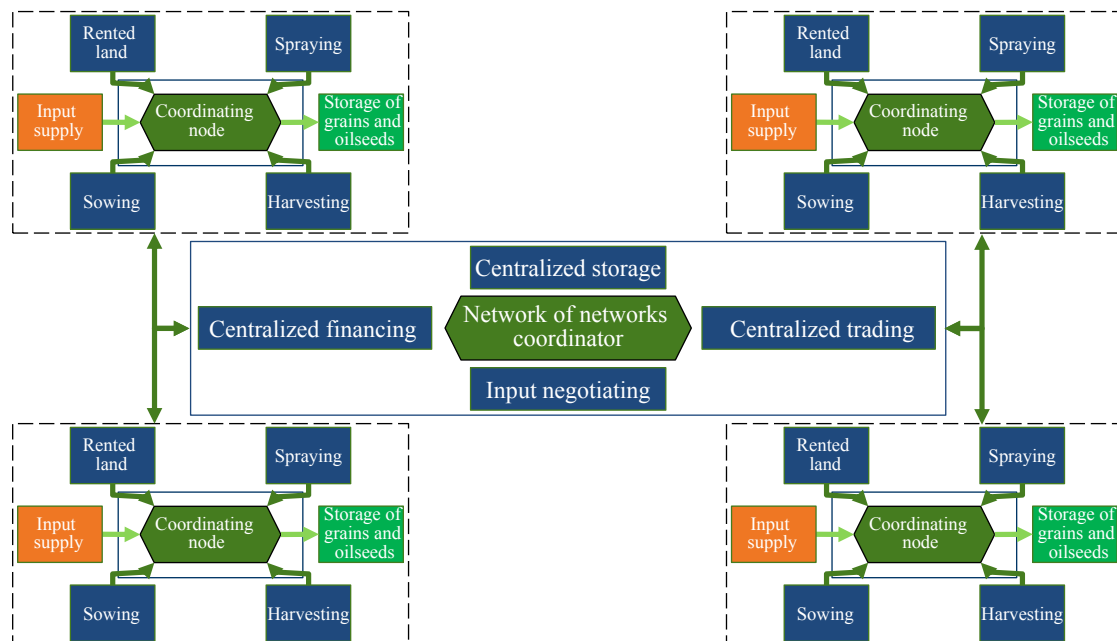 Rented
land
Spraying
Input
supply
Coordinating
node
Storage of
grains and
oilseeds
Sowing
Harvesting
Rented
land
Spraying
Input
supply
Coordinating
node
Storage of
grains and
oilseeds
Sowing
Harvesting
Centralized storage
Centralized financing
Network of networks
coordinator
Centralized trading
Input negotiating
Rented
land
Spraying
Input
supply
Coordinating
node
Storage of
grains and
oilseeds
Sowing
Harvesting
Rented
land
Spraying
Input
supply
Coordinating
node
Storage of
grains and
oilseeds
Sowing
Harvesting